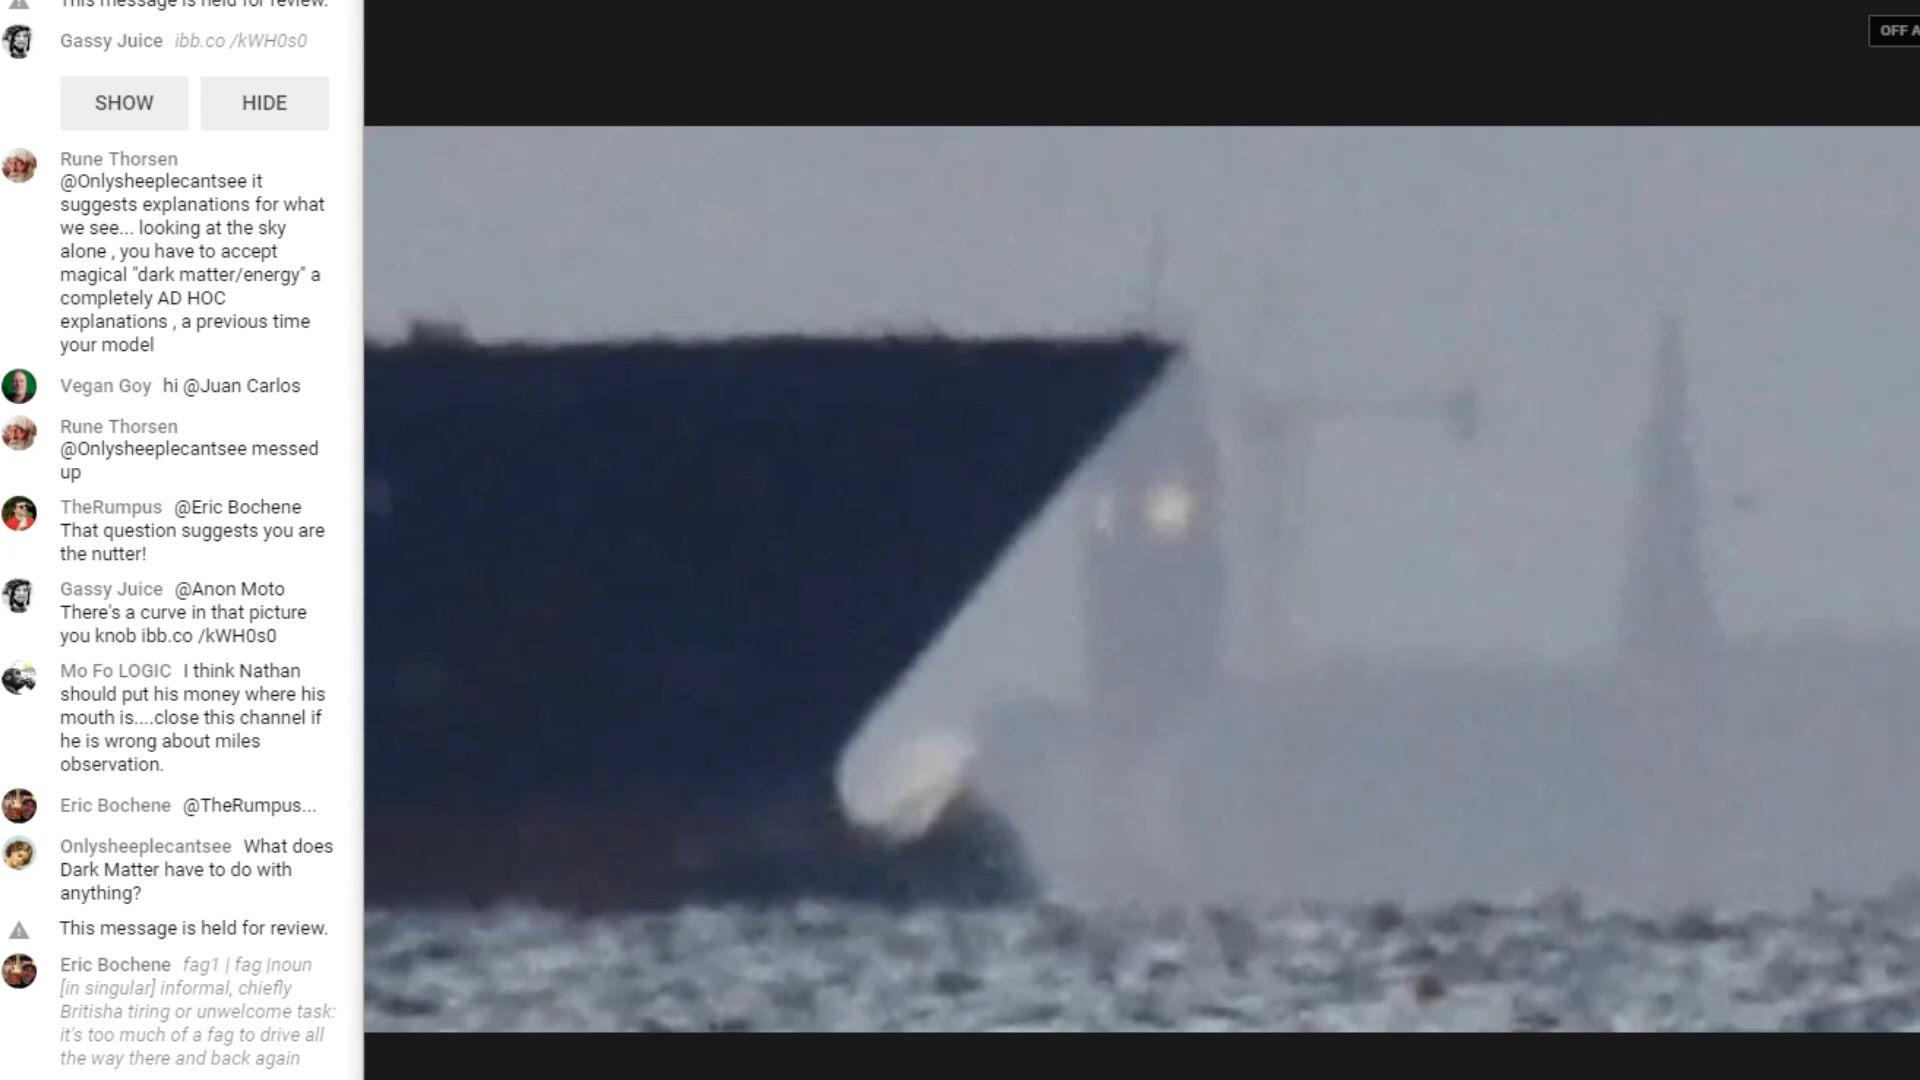 This message is held for review.
Gassy Juice ibb.co /kWH0s0
SHOW HIDE
Rune Thorsen
@Onlysheeplecantsee it
suggests explanations for what
we see... looking at the sky
alone , you have to accept
magical "dark matter/energy" a
completely AD HOC
explanations , a previous time
your model
Vegan Goy hi @Juan Carlos
Rune Thorsen
@Onlysheeplecantsee messed
up
TheRumpus @Eric Bochene
That question suggests you are
the nutter!
Gassy Juice @Anon Moto
There's a curve in that picture
you knob ibb.co /kWH0s0
Mo Fo LOGIC I think Nathan
should put his money where his
mouth is....close this channel if
he is wrong about miles
observation.
Eric Bochene @TheRumpus...
Onlysheeplecantsee What does
Dark Matter have to do with
anything?
This message is held for review.
Eric Bochene fag1 | fag |noun
[in singular] informal, chiefly
Britisha tiring or unwelcome task:
it's too much of a fag to drive all
the way there and back again
OFF A